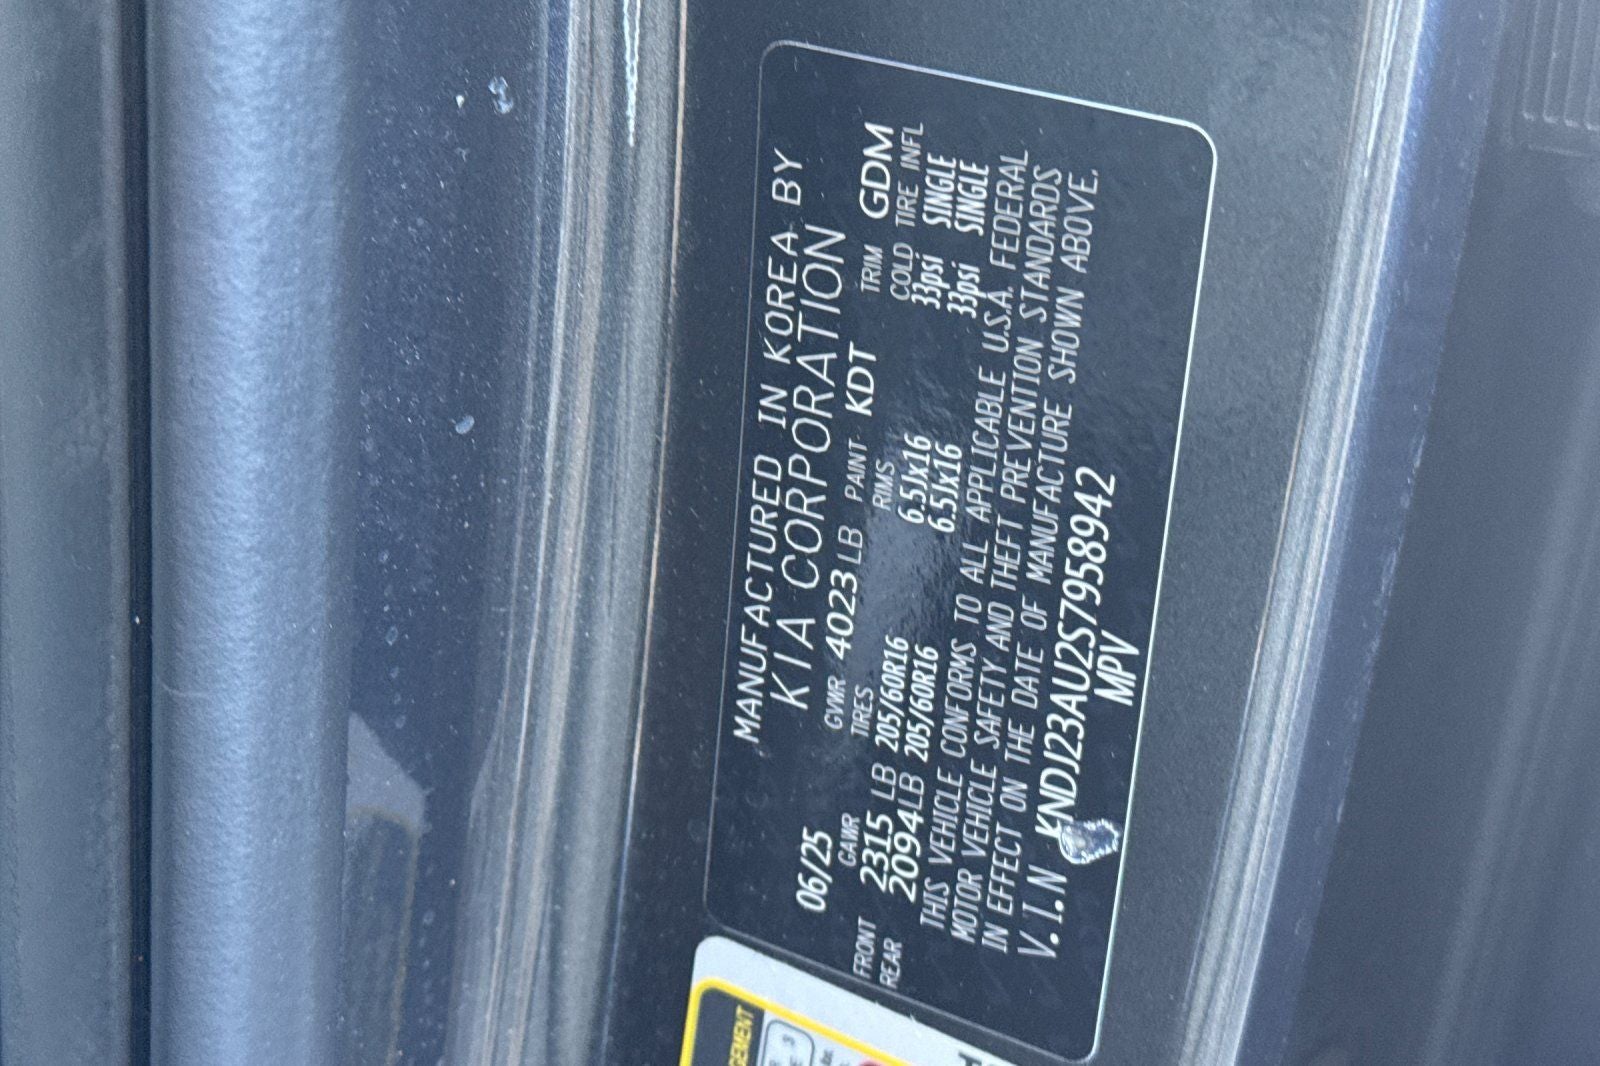 MANUFACTURED IN KOREA BY
KIA CORPORATION
06/25 GVWR 4023 LB PAINT KDT TRIM GDM
GAWR TIRES RIMS COLD TIRE INFL
FRONT 2315 LB 205/60R16 6.5Jx16 33psi SINGLE
REAR 2094LB 205/60R16 6.5Jx16 33psi SINGLE
THIS VEHICLE CONFORMS TO ALL APPLICABLE U.S.A. FEDERAL
MOTOR VEHICLE SAFETY AND THEFT PREVENTION STANDARDS
IN EFFECT ON THE DATE OF MANUFACTURE SHOWN ABOVE.
V.I.N KNDJ23AU2S7958942
MPV